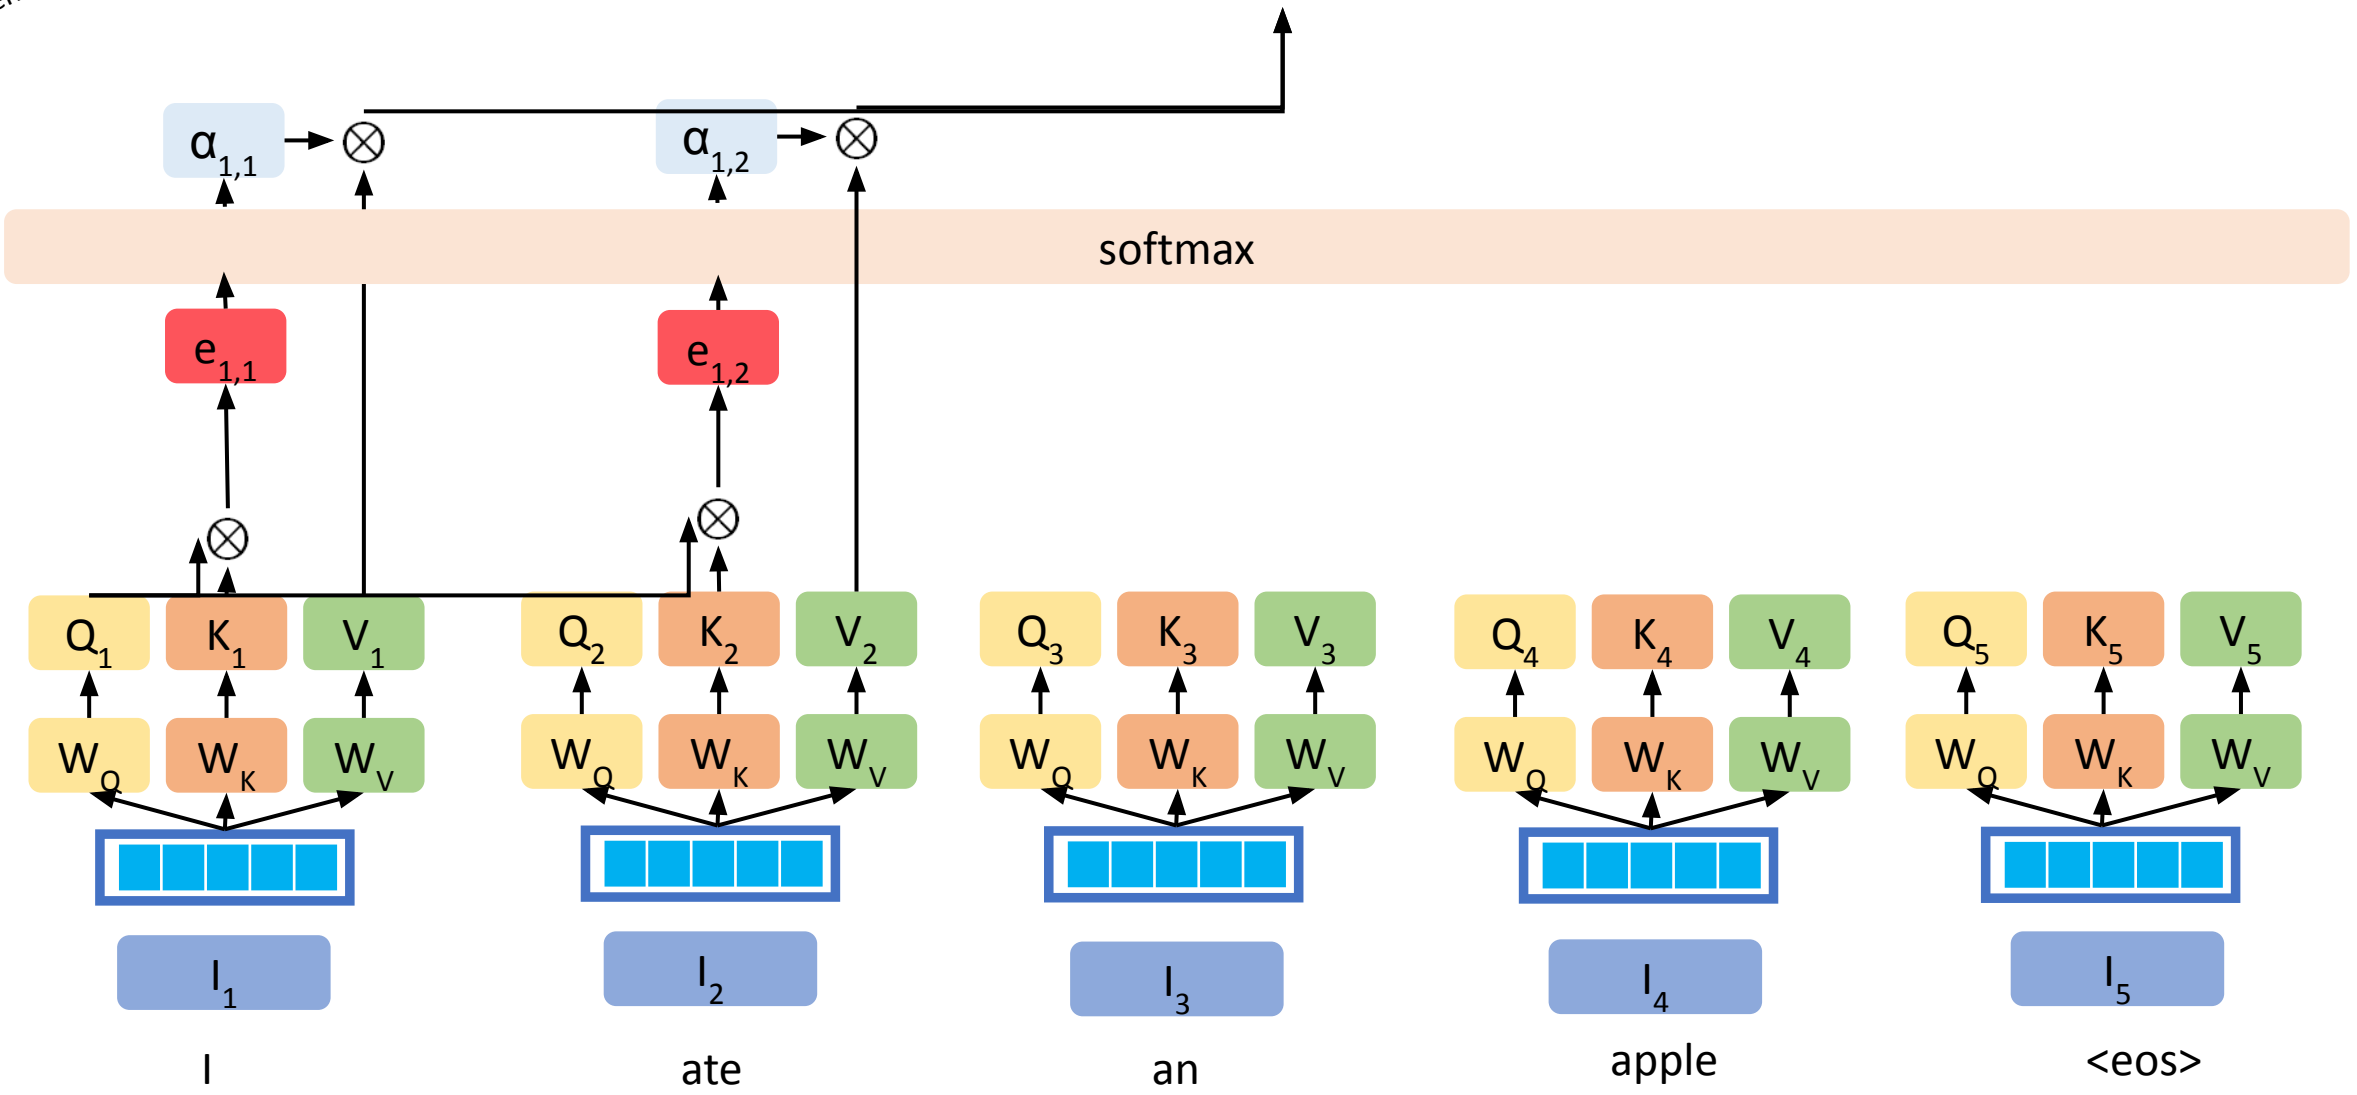 α1,1 α1,2
softmax
e1,1 e1,2
Q1 K1 V1 Q2 K2 V2 Q3 K3 V3 Q4 K4 V4 Q5 K5 V5
WQ WK WV WQ WK WV WQ WK WV WQ WK WV WQ WK WV
I1 I2 I3 I4 I5
I ate an apple <eos>